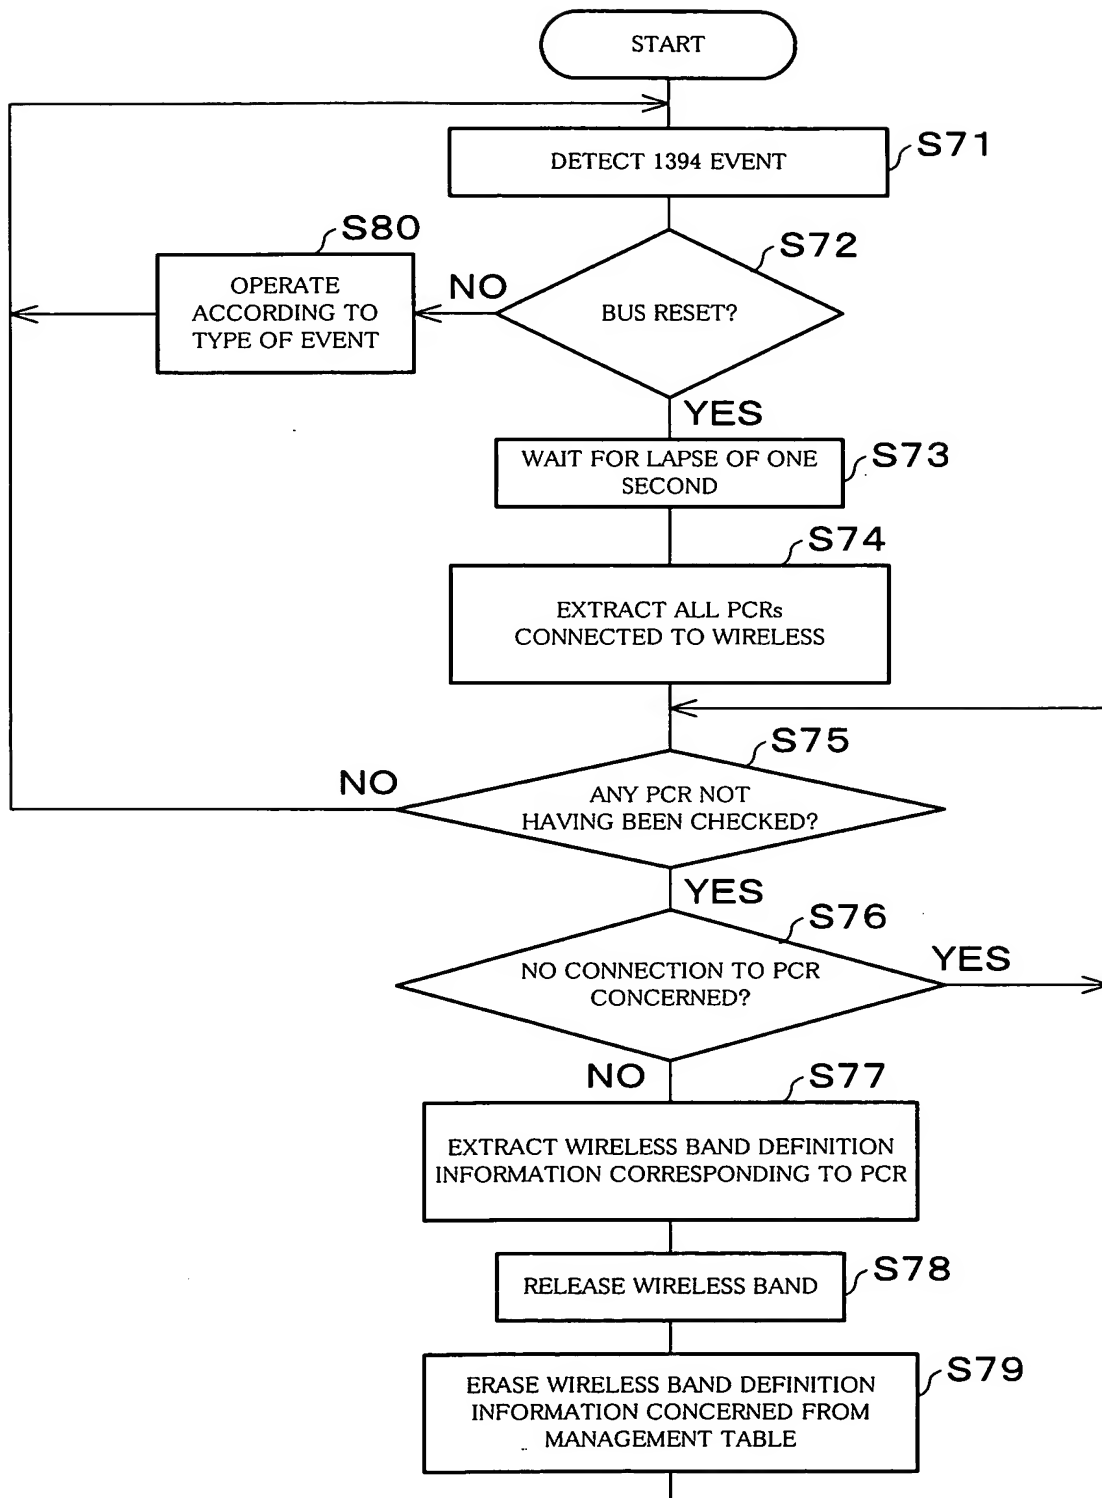 START
S71
DETECT 1394 EVENT
S80
S72
OPERATE
ACCORDING TO
TYPE OF EVENT
NO
BUS RESET?
YES
S73
WAIT FOR LAPSE OF ONE
SECOND
S74
EXTRACT ALL PCRs
CONNECTED TO WIRELESS
S75
NO
ANY PCR NOT
HAVING BEEN CHECKED?
YES
S76
YES
NO CONNECTION TO PCR
CONCERNED?
NO
S77
EXTRACT WIRELESS BAND DEFINITION
INFORMATION CORRESPONDING TO PCR
S78
RELEASE WIRELESS BAND
S79
ERASE WIRELESS BAND DEFINITION
INFORMATION CONCERNED FROM
MANAGEMENT TABLE